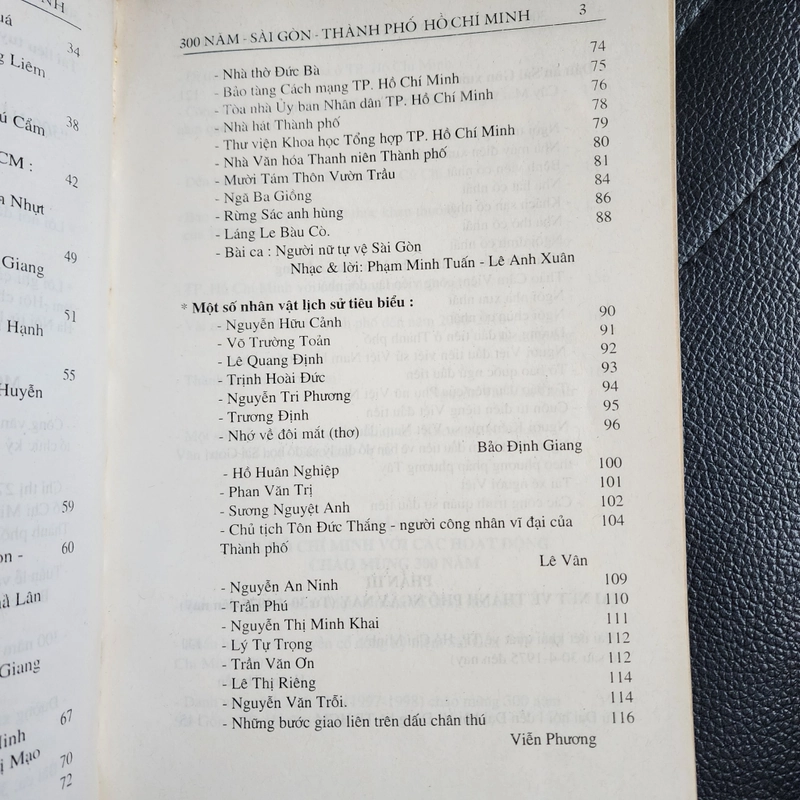 NH
uá
34
g Liêm
ú Cẩm
38
CM :
42
a Nhựt
Giang
49
51
Hạnh
55
Huyễn
59
60
on -
à Lân
Giang
67
Minh
ị Mạo
70
72
300 NĂM - SÀI GÒN - THÀNH PHỐ HỒ CHÍ MINH 3
- Nhà thờ Đức Bà 74
- Bảo tàng Cách mạng TP. Hồ Chí Minh 75
- Tòa nhà Ủy ban Nhân dân TP. Hồ Chí Minh 76
- Nhà hát Thành phố 78
- Thư viện Khoa học Tổng hợp TP. Hồ Chí Minh 79
- Nhà Văn hóa Thanh niên Thành phố 80
- Mười Tám Thôn Vườn Trầu 81
- Ngã Ba Giồng 84
- Rừng Sác anh hùng 86
- Láng Le Bàu Cò. 88
- Bài ca : Người nữ tự vệ Sài Gòn
Nhạc & lời: Phạm Minh Tuấn - Lê Anh Xuân
* Một số nhân vật lịch sử tiêu biểu :
- Nguyễn Hữu Cảnh 90
- Võ Trường Toản 91
- Lê Quang Định 92
- Trịnh Hoài Đức 93
- Nguyễn Tri Phương 94
- Trương Định 95
- Nhớ về đôi mắt (thơ) 96
Bảo Định Giang
- Hồ Huân Nghiệp 100
- Phan Văn Trị 101
- Sương Nguyệt Anh 102
- Chủ tịch Tôn Đức Thắng - người công nhân vĩ đại của 104
Thành phố
Lê Vân
- Nguyễn An Ninh 109
- Trần Phú 110
- Nguyễn Thị Minh Khai 111
- Lý Tự Trọng 112
- Trần Văn Ơn 112
- Lê Thị Riêng 114
- Nguyễn Văn Trỗi. 114
- Những bước giao liên trên dấu chân thú 116
Viễn Phương